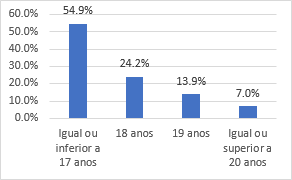 60.0%
50.0%
40.0%
30.0%
20.0%
10.0%
0.0%
54.9%
24.2%
13.9%
7.0%
Igual ou
inferior a
17 anos
18 anos
19 anos
Igual ou
superior a
20 anos